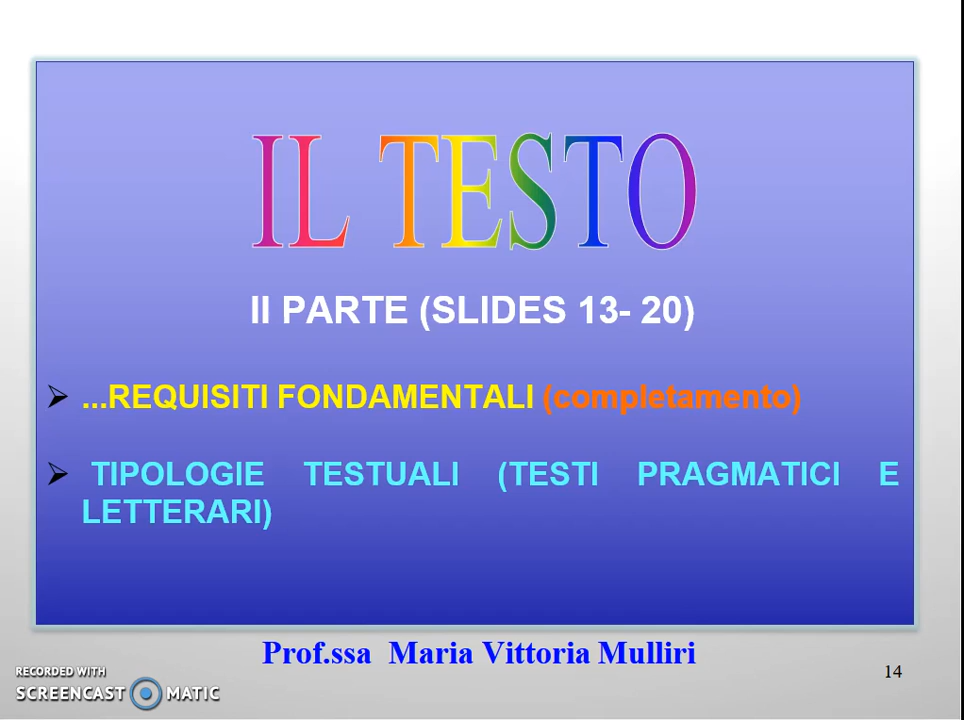 IL TESTO
II PARTE (SLIDES 13- 20)
...REQUISITI FONDAMENTALI (completamento)
TIPOLOGIE TESTUALI (TESTI PRAGMATICI E
LETTERARI)
Prof.ssa Maria Vittoria Mulliri
14
RECORDED WITH
SCREENCAST MATIC